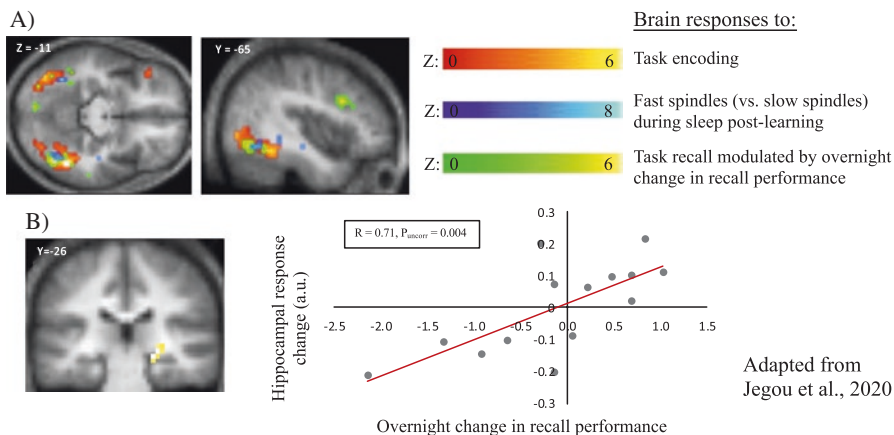 A)
Z = -11
Y = -65
Brain responses to:
Z: 0 6 Task encoding
Z: 0 8 Fast spindles (vs. slow spindles)
during sleep post-learning
Z: 0 6 Task recall modulated by overnight
change in recall performance
B)
Y=-26
R = 0.71, Puncorr = 0.004
Hippocampal response
change (a.u.)
0.3
0.2
0.1
0
-0.1
-0.2
-0.3
-2.5 -2.0 -1.5 -1.0 -0.5 0.0 0.5 1.0 1.5
Overnight change in recall performance
Adapted from
Jegou et al., 2020